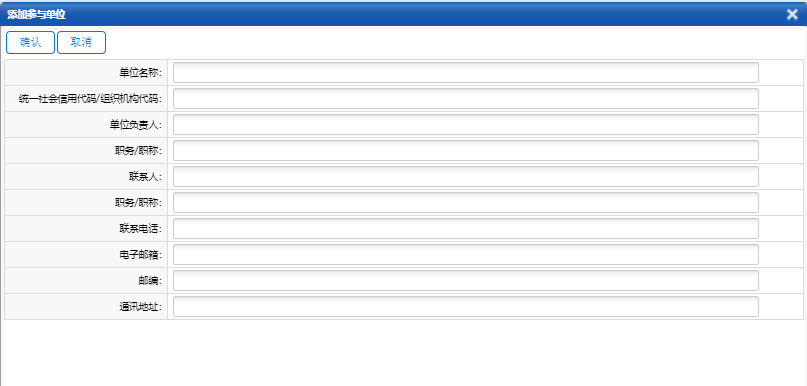 添加参与单位
确认 取消
单位名称:
统一社会信用代码/组织机构代码:
单位负责人:
职务/职称:
联系人:
职务/职称:
联系电话:
电子邮箱:
邮编:
通讯地址: